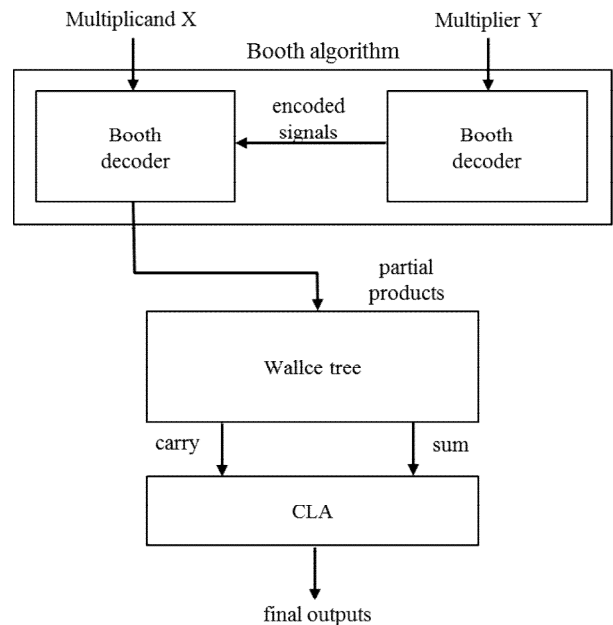 Multiplicand X
Multiplier Y
Booth algorithm
Booth
decoder
encoded
signals
Booth
decoder
partial
products
Wallce tree
carry
sum
CLA
final outputs